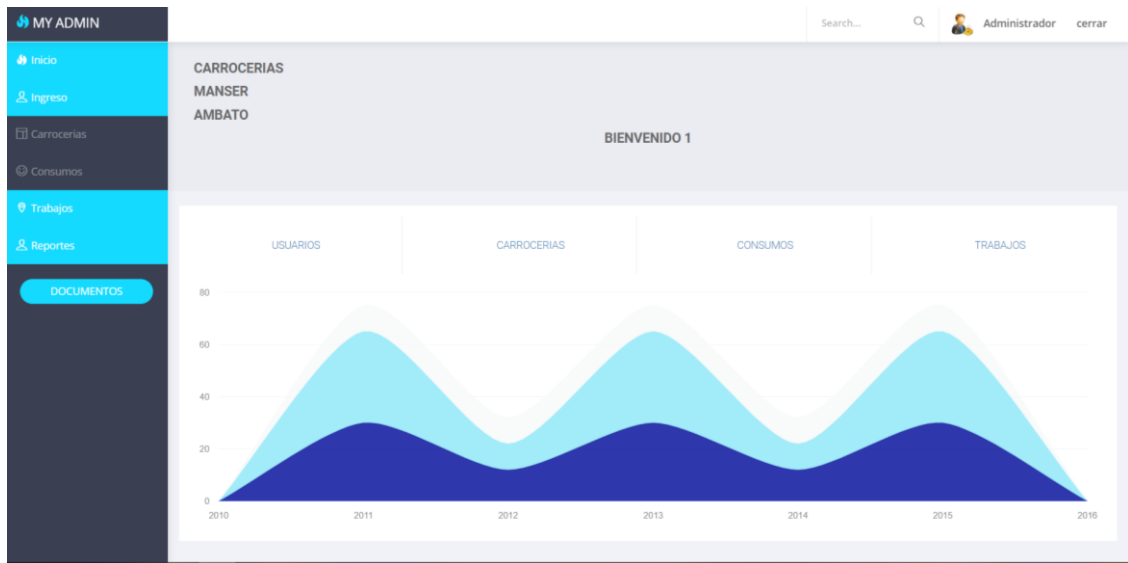 MY ADMIN
Search...
Administrador
cerrar
Inicio
Ingreso
Carrocerias
Consumos
Trabajos
Reportes
DOCUMENTOS
CARROCERIAS
MANSER
AMBATO
BIENVENIDO 1
USUARIOS
CARROCERIAS
CONSUMOS
TRABAJOS
80
60
40
20
0
2010 2011 2012 2013 2014 2015 2016